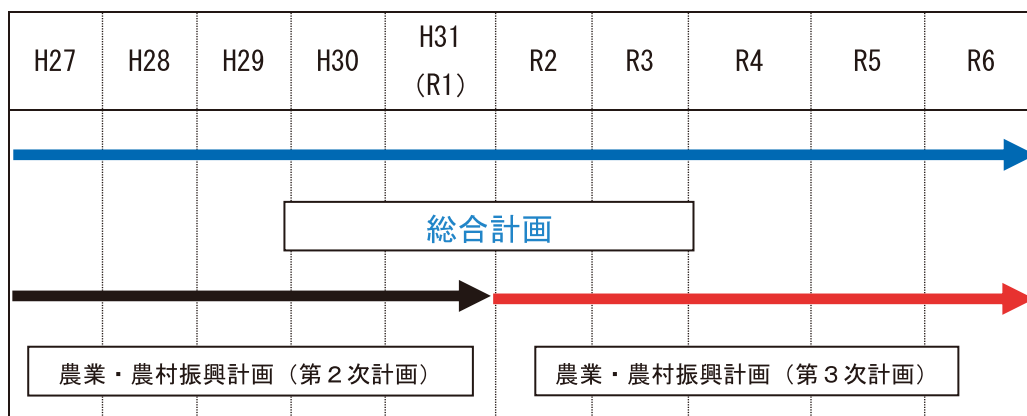 H27 H28 H29 H30 H31 R2 R3 R4 R5 R6
(R1)
総合計画
農業・農村振興計画(第2次計画) 農業・農村振興計画(第3次計画)